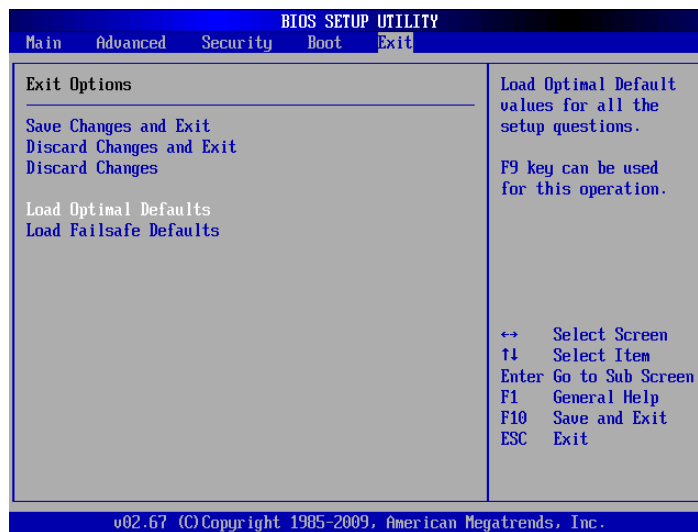 BIOS SETUP UTILITY
Main Advanced Security Boot Exit
Exit Options
Save Changes and Exit
Discard Changes and Exit
Discard Changes
Load Optimal Defaults
Load Failsafe Defaults
Load Optimal Default
values for all the
setup questions.
F9 key can be used
for this operation.
↔ Select Screen
↑↓ Select Item
Enter Go to Sub Screen
F1 General Help
F10 Save and Exit
ESC Exit
v02.67 (C)Copyright 1985-2009, American Megatrends, Inc.